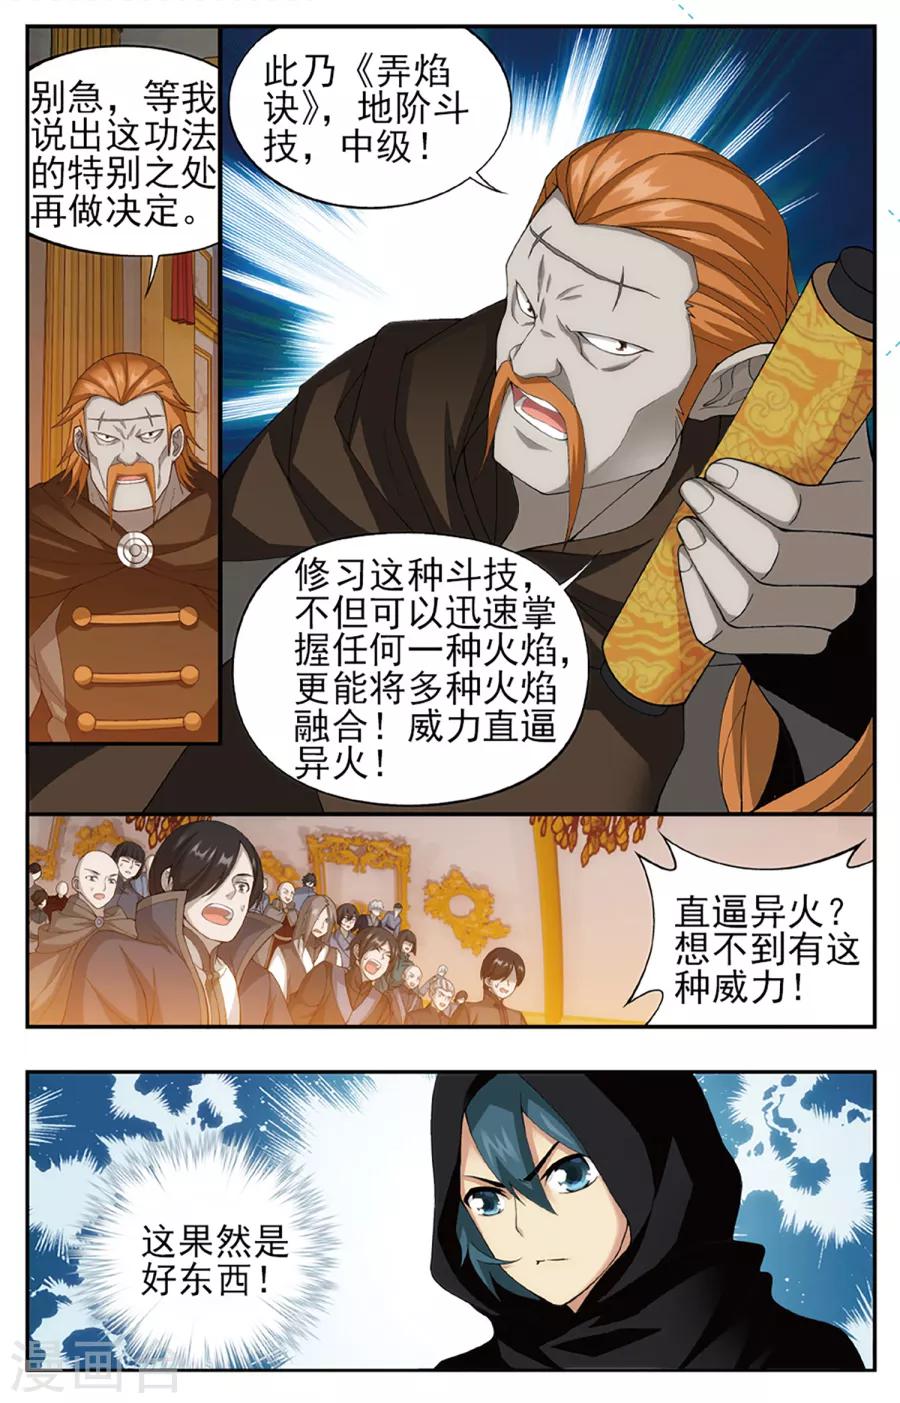 别急，等我
说出这功法
的特别之处
再做决定。
此乃《弄焰
诀》，地阶斗
技，中级！
修习这种斗技，
不但可以迅速掌
握任何一种火焰，
更能将多种火焰
融合！威力直逼
异火！
直逼异火？
想不到有这
种威力！
这果然是
好东西！
漫画台